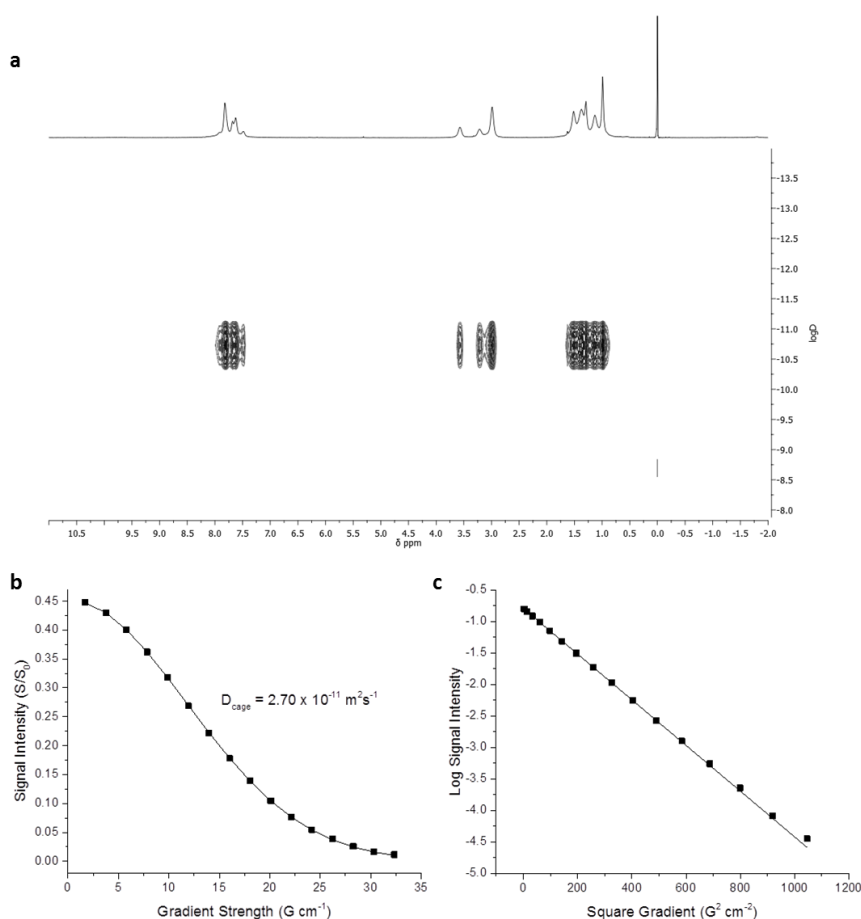 a
-13.5
-13.0
-12.5
-12.0
-11.5
-11.0
-10.5
-10.0
-9.5
-9.0
-8.5
-8.0
logD
10.5 9.5 9.0 8.5 8.0 7.5 7.0 6.5 6.0 5.5 5.0 4.5 4.0 3.5 3.0 2.5 2.0 1.5 1.0 0.5 0.0 -0.5 -1.0 -1.5 -2.0
δ ppm
b
0.45
0.40
0.35
0.30
0.25
0.20
0.15
0.10
0.05
0.00
Signal Intensity (S/S₀)
D_cage = 2.70 x 10⁻¹¹ m²s⁻¹
0 5 10 15 20 25 30 35
Gradient Strength (G cm⁻¹)
c
-0.5
-1.0
-1.5
-2.0
-2.5
-3.0
-3.5
-4.0
-4.5
-5.0
Log Signal Intensity
0 200 400 600 800 1000 1200
Square Gradient (G² cm⁻²)